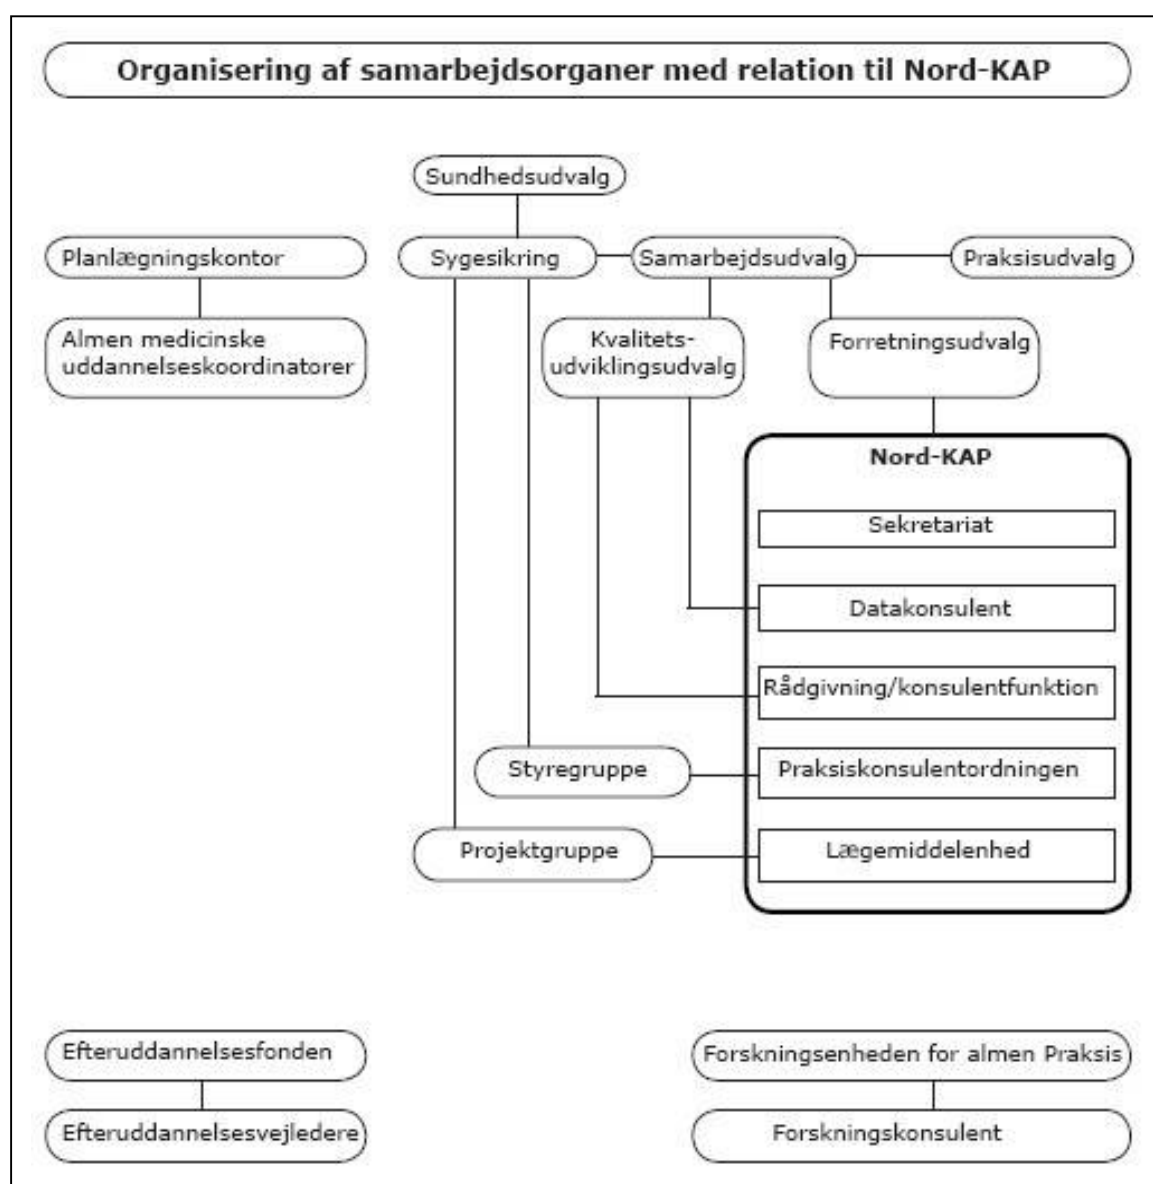 Organisering af samarbejdsorganer med relation til Nord-KAP
Sundhedsudvalg
Planlægningskontor
Sygesikring
Samarbejdsudvalg
Praksisudvalg
Almen medicinske
uddannelseskoordinatorer
Kvalitets-
udviklingsudvalg
Forretningsudvalg
Nord-KAP
Sekretariat
Datakonsulent
Rådgivning/konsulentfunktion
Styregruppe
Praksiskonsulentordningen
Projektgruppe
Lægemiddelenhed
Efteruddannelsesfonden
Forskningsenheden for almen Praksis
Efteruddannelsesvejledere
Forskningskonsulent